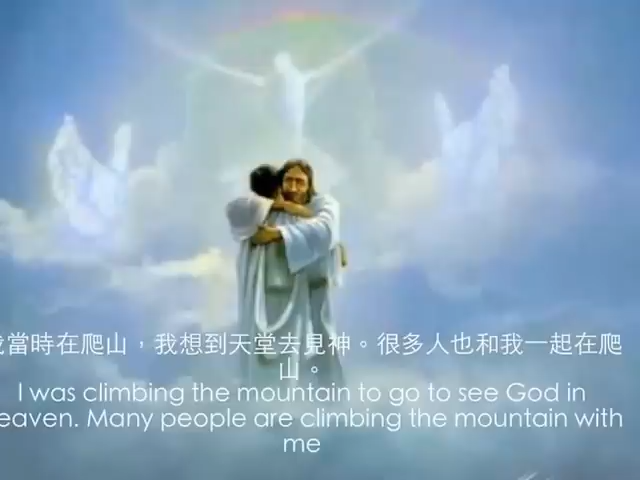 當時在爬山，我想到天堂去見神。很多人也和我一起在爬
山。
I was climbing the mountain to go to see God in
eaven. Many people are climbing the mountain with
me